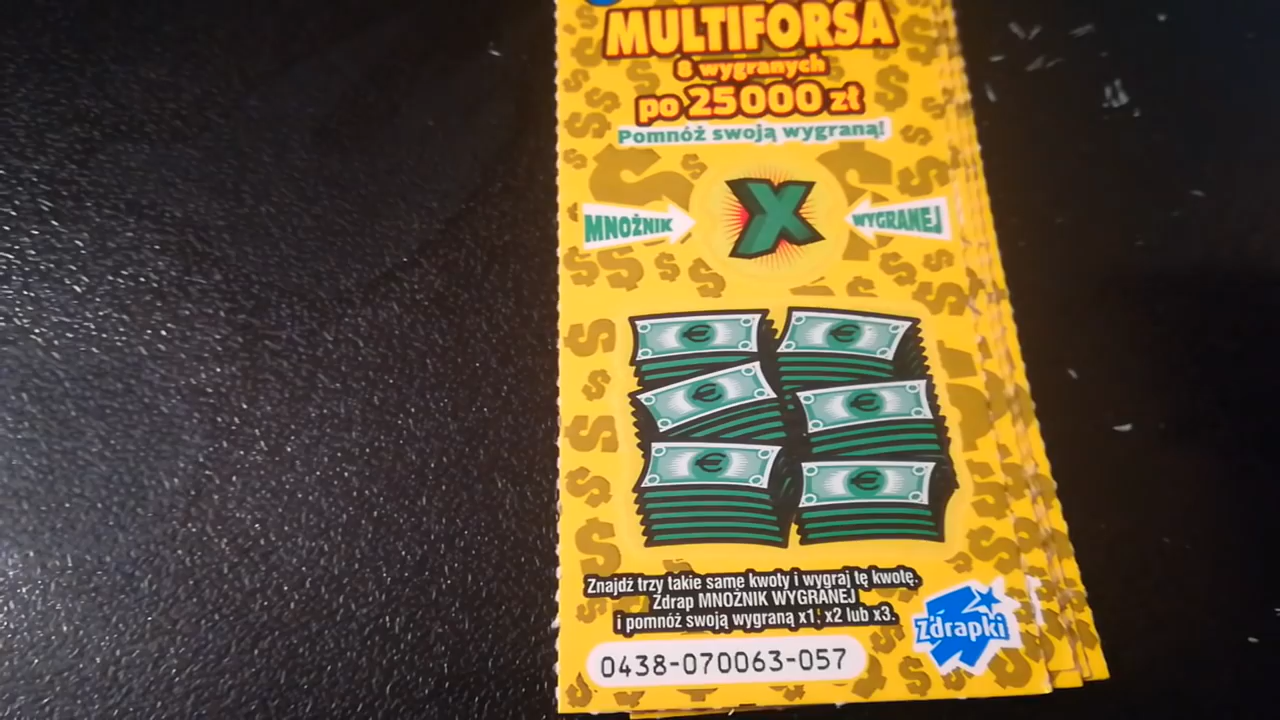 MULTIFORSA
8 wygranych
po 25000 zł
Pomnóż swoją wygraną!
MNOŻNIK
X
WYGRANEJ
€ €
€ €
€ €
Znajdź trzy takie same kwoty i wygraj tę kwotę.
Zdrap MNOŻNIK WYGRANEJ
i pomnóż swoją wygraną x1, x2 lub x3.
Zdrapki
0438-070063-057